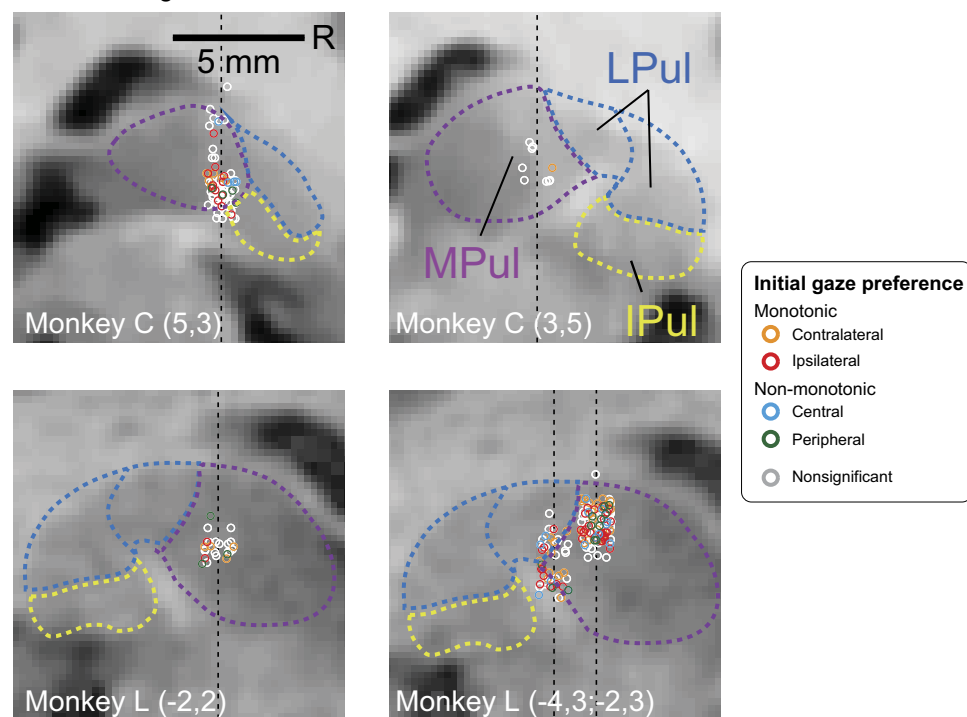 R
5 mm
LPul
MPul
IPul
Monkey C (5,3)
Monkey C (3,5)
Initial gaze preference
Monotonic
Contralateral
Ipsilateral
Non-monotonic
Central
Peripheral
Nonsignificant
Monkey L (-2,2)
Monkey L (-4,3;-2,3)